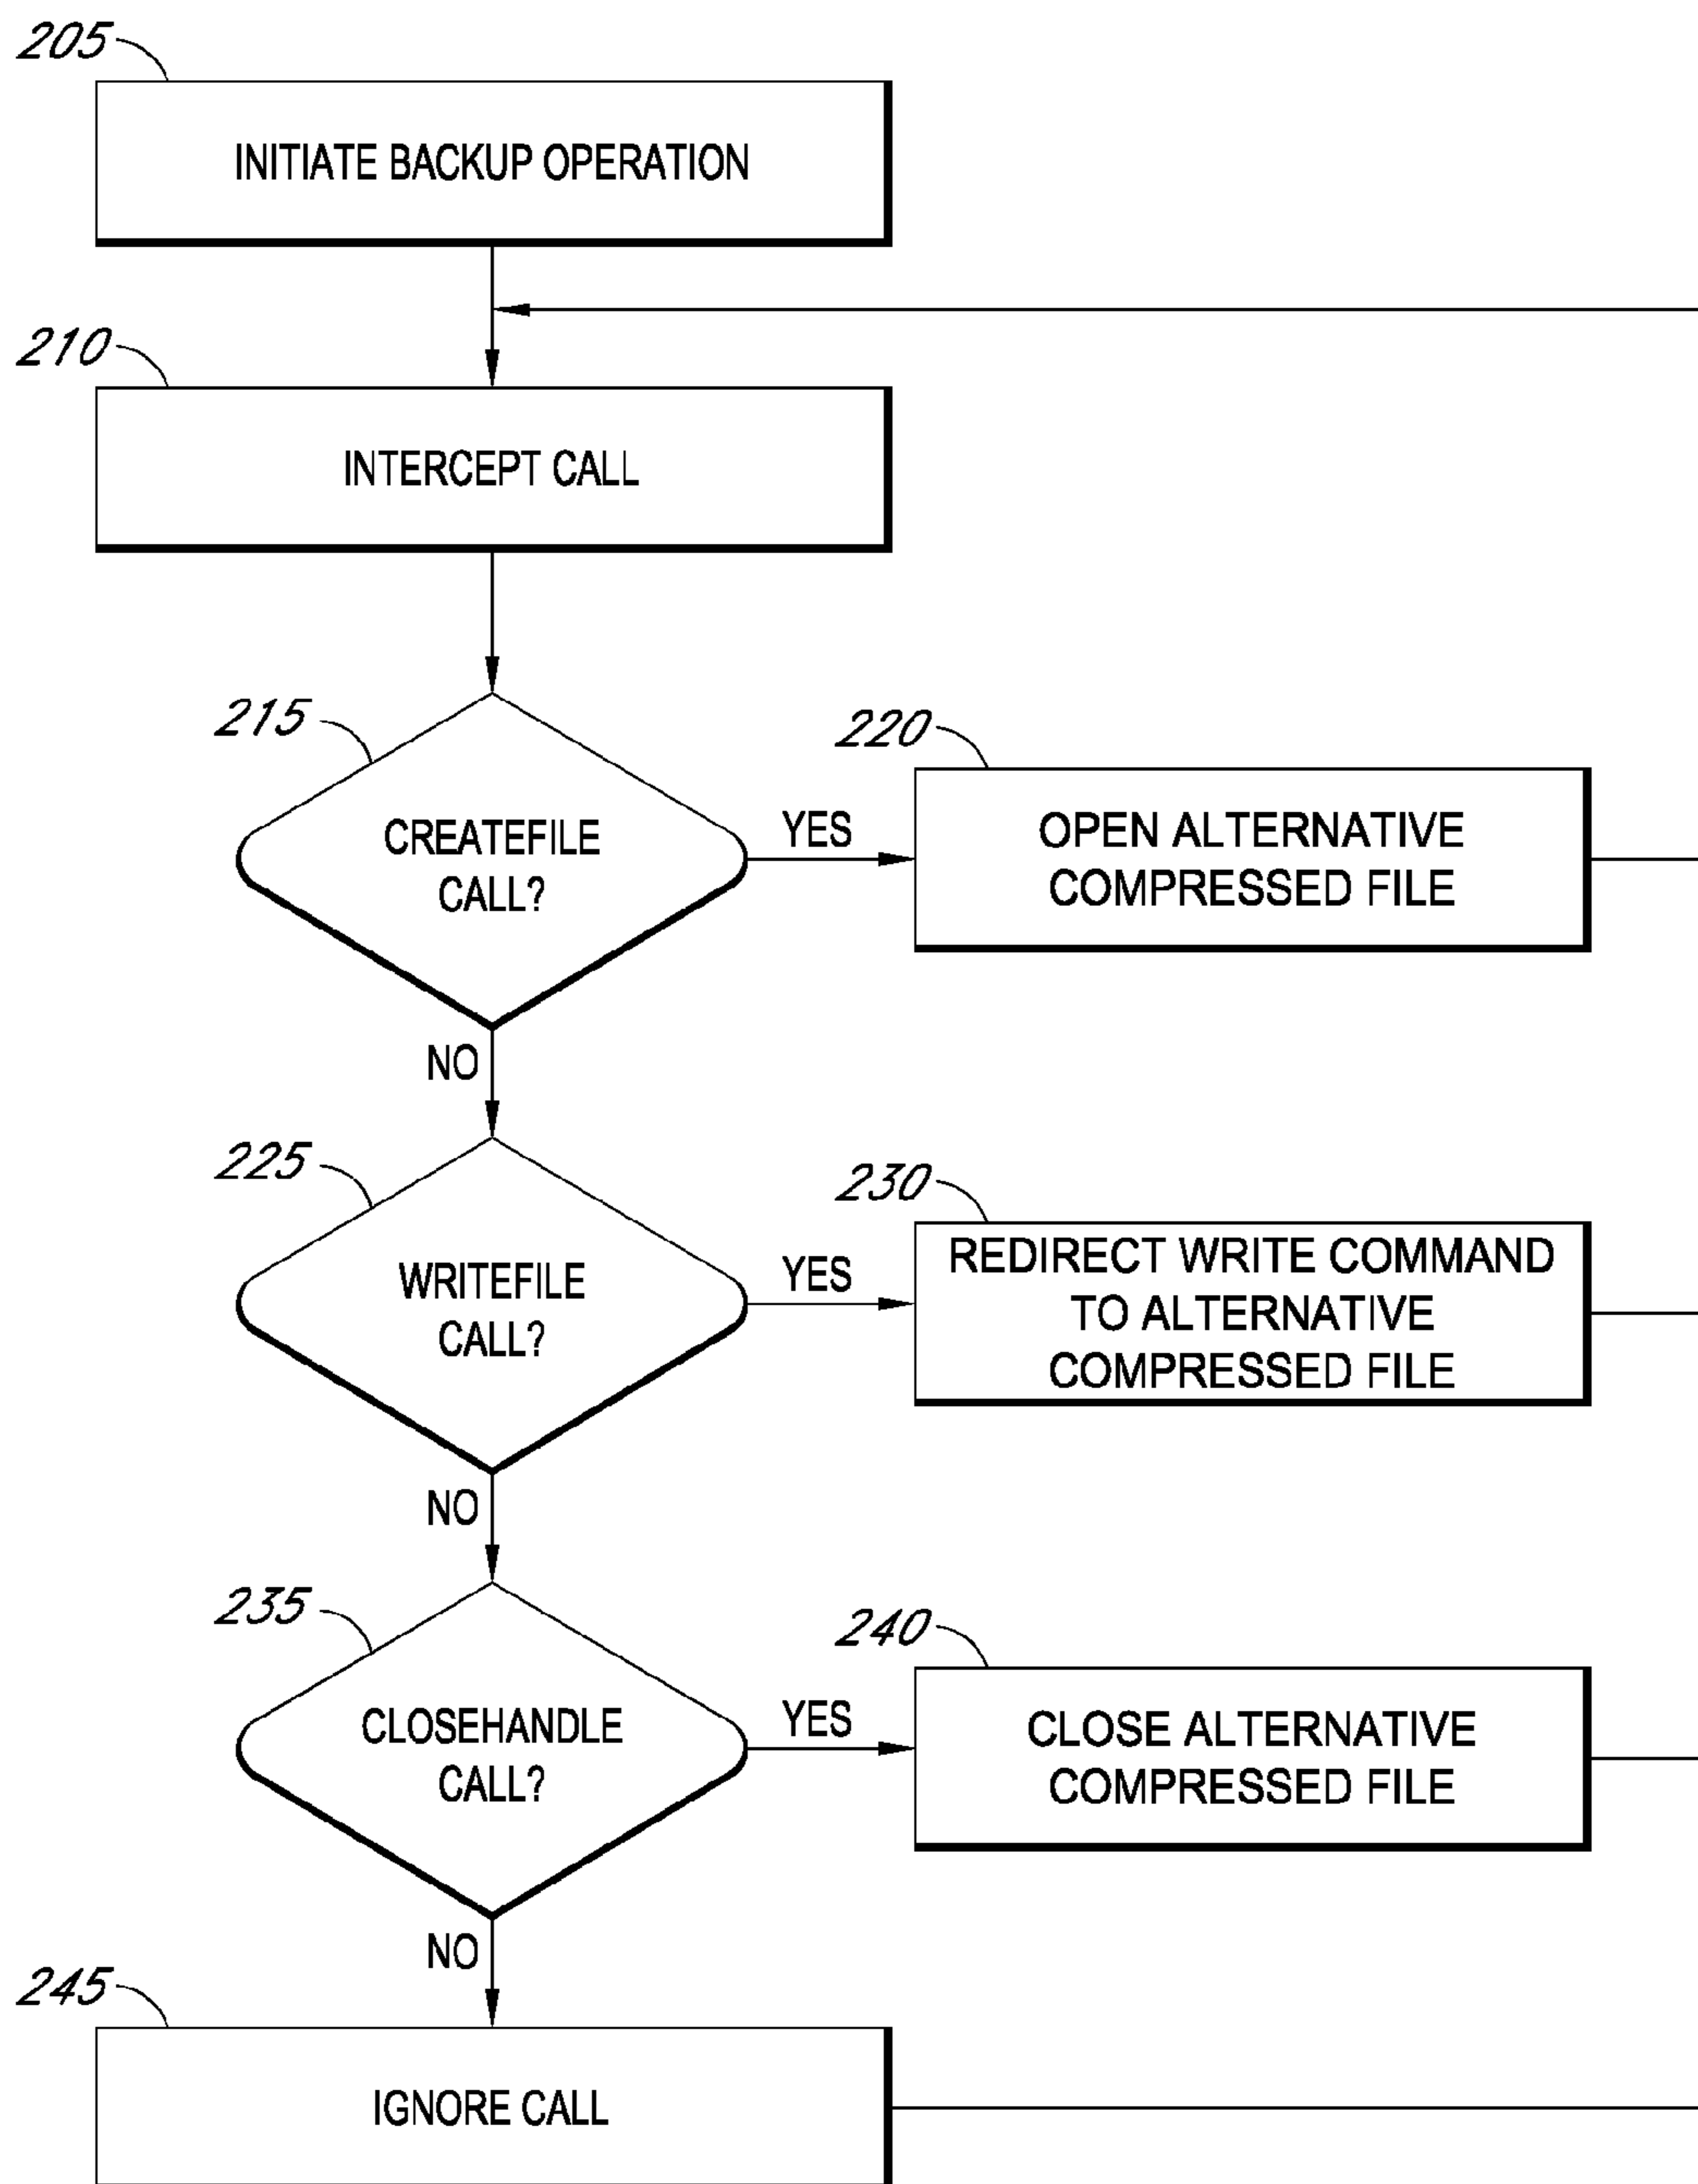 205
INITIATE BACKUP OPERATION
210
INTERCEPT CALL
215
CREATEFILE
CALL?
YES
220
OPEN ALTERNATIVE
COMPRESSED FILE
NO
225
WRITEFILE
CALL?
YES
230
REDIRECT WRITE COMMAND
TO ALTERNATIVE
COMPRESSED FILE
NO
235
CLOSEHANDLE
CALL?
YES
240
CLOSE ALTERNATIVE
COMPRESSED FILE
NO
245
IGNORE CALL